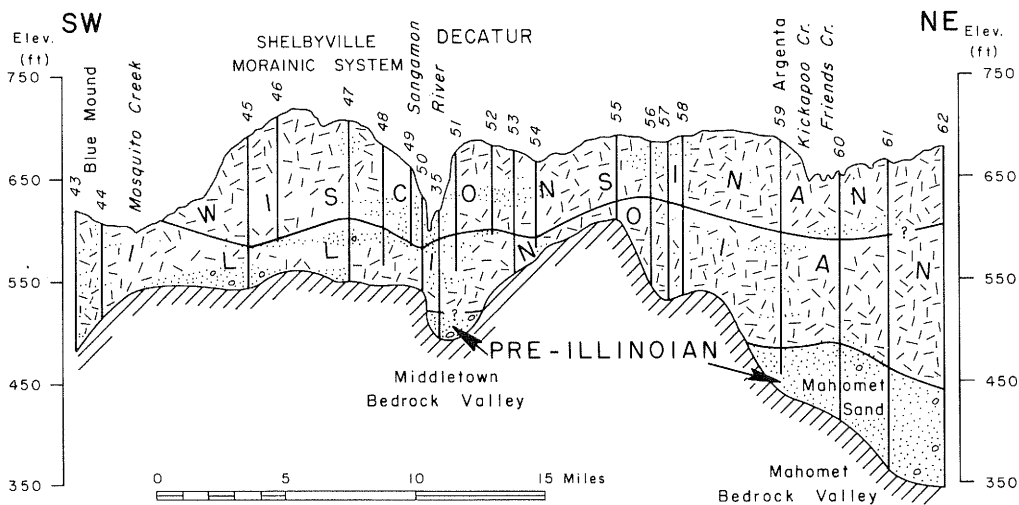 SW
NE
Elev.
(ft)
Elev.
(ft)
SHELBYVILLE
MORAINIC SYSTEM
DECATUR
750
650
550
450
350
750
650
550
450
350
43
Blue Mound
44
Mosquito Creek
45
46
47
48
49
Sangamon
50
35
River
51
52
53
54
55
56
57
58
59 Argenta
Kickapoo Cr.
Friends Cr.
60
61
62
WISCONSINAN
ILLINOIAN
?
?
PRE-ILLINOIAN
Middletown
Bedrock Valley
Mahomet
Sand
Mahomet
Bedrock Valley
0
5
10
15
Miles